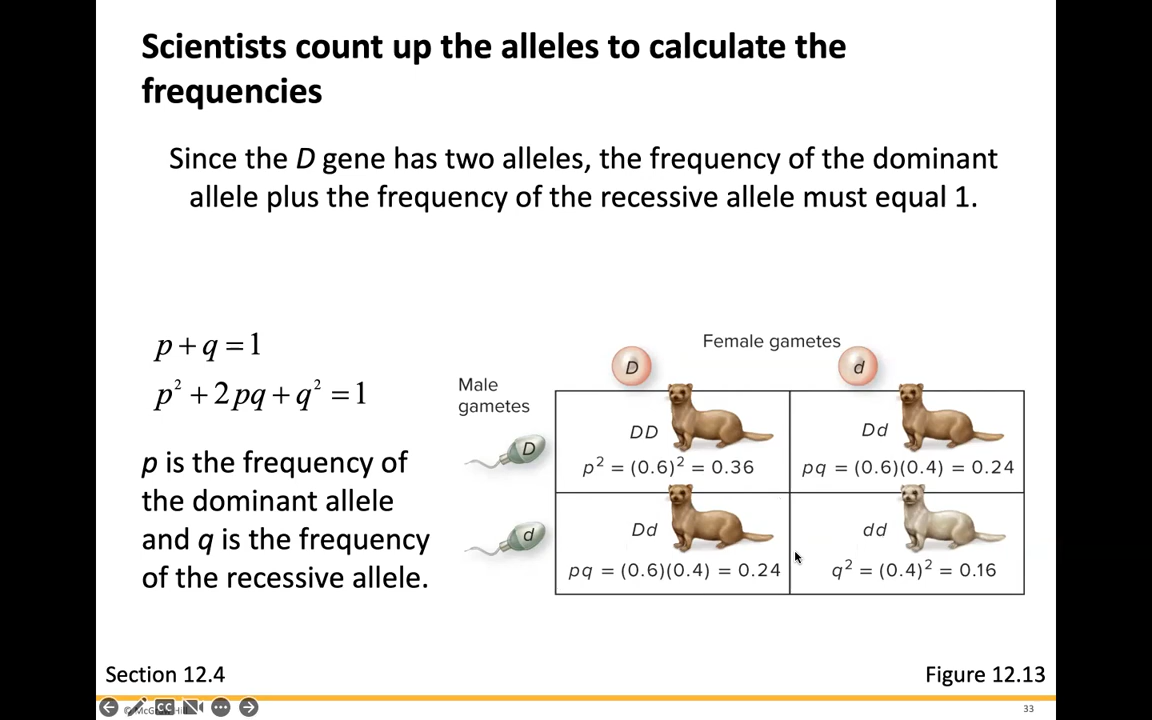 Scientists count up the alleles to calculate the
frequencies
Since the D gene has two alleles, the frequency of the dominant
allele plus the frequency of the recessive allele must equal 1.
p + q = 1
p² + 2pq + q² = 1
p is the frequency of
the dominant allele
and q is the frequency
of the recessive allele.
Female gametes
D
d
Male
gametes
D
DD
p² = (0.6)² = 0.36
Dd
pq = (0.6)(0.4) = 0.24
d
Dd
pq = (0.6)(0.4) = 0.24
dd
q² = (0.4)² = 0.16
Section 12.4
Figure 12.13
CC
33